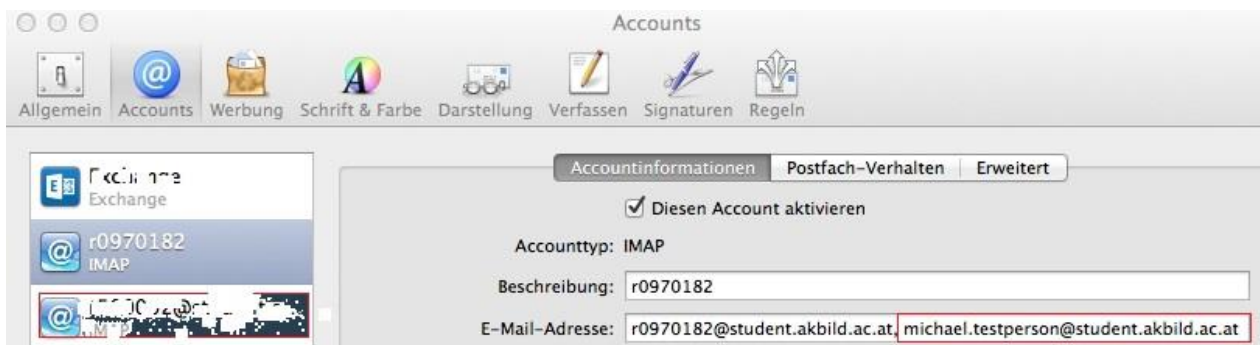 Accounts
Allgemein Accounts Werbung Schrift & Farbe Darstellung Verfassen Signaturen Regeln
Accountinformationen Postfach-Verhalten Erweitert
Exchange
Diesen Account aktivieren
r0970182
IMAP
Accounttyp: IMAP
Beschreibung: r0970182
E-Mail-Adresse: r0970182@student.akbild.ac.at, michael.testperson@student.akbild.ac.at